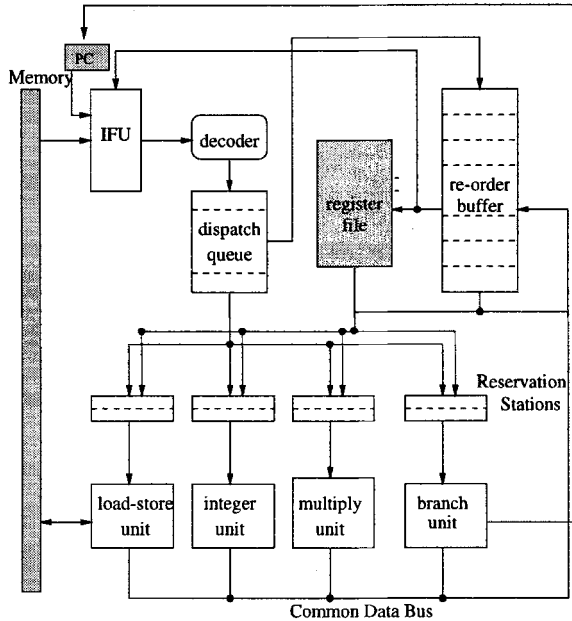 PC
Memory
IFU
decoder
dispatch
queue
register
file
re-order
buffer
Reservation
Stations
load-store
unit
integer
unit
multiply
unit
branch
unit
Common Data Bus